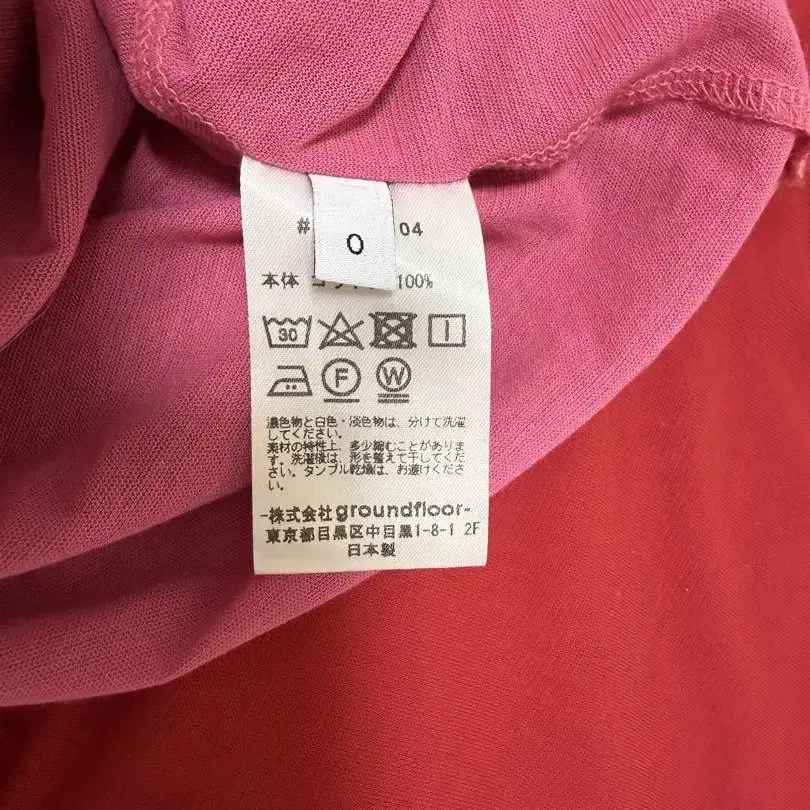 #
04
0
本体
100%
30
F
W
濃色物と白色・淡色物は、分けて洗濯
してください。
素材の特性上、多少縮むことがありま
す。洗濯後は、形を整えて干してくだ
さい。タンブル乾燥は、お避けくださ
い。
-株式会社groundfloor-
東京都目黒区中目黒1-8-1 2F
日本製